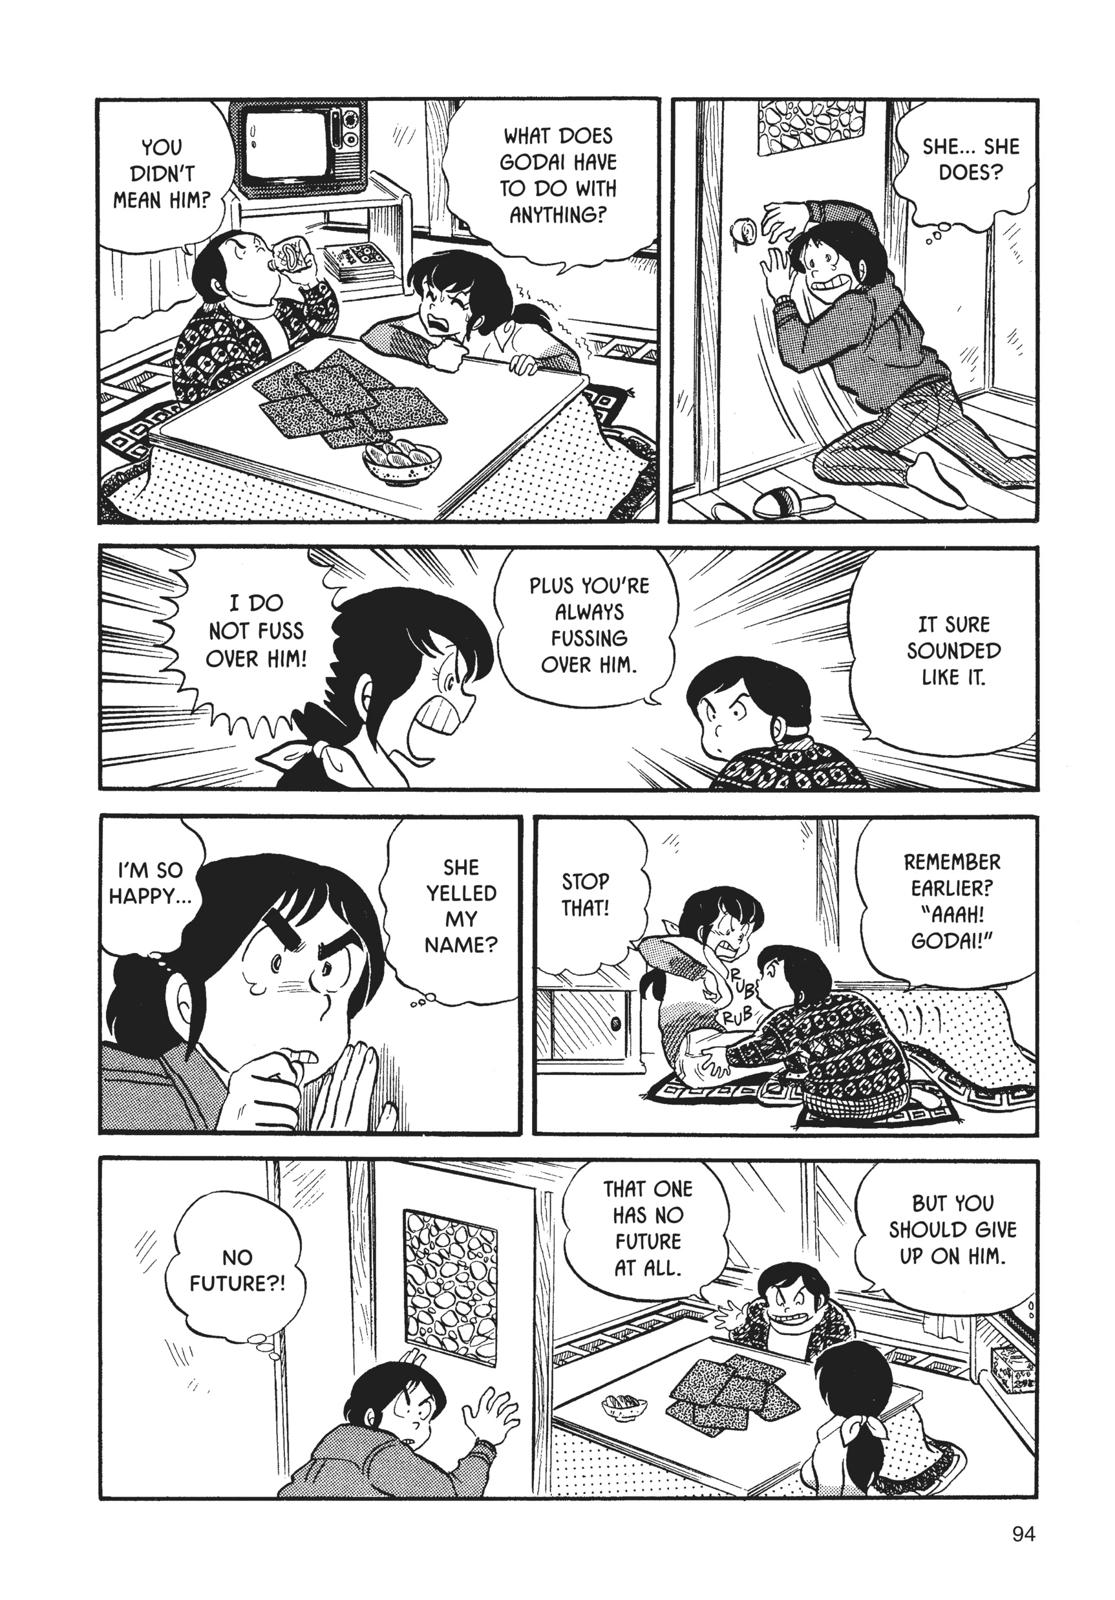 SHE... SHE
DOES?
WHAT DOES
GODAI HAVE
TO DO WITH
ANYTHING?
YOU
DIDN'T
MEAN HIM?
IT SURE
SOUNDED
LIKE IT.
PLUS YOU'RE
ALWAYS
FUSSING
OVER HIM.
I DO
NOT FUSS
OVER HIM!
REMEMBER
EARLIER?
"AAAH!
GODAI!"
RUB
RUB
STOP
THAT!
SHE
YELLED
MY
NAME?
I'M SO
HAPPY...
BUT YOU
SHOULD GIVE
UP ON HIM.
THAT ONE
HAS NO
FUTURE
AT ALL.
NO
FUTURE?!
94